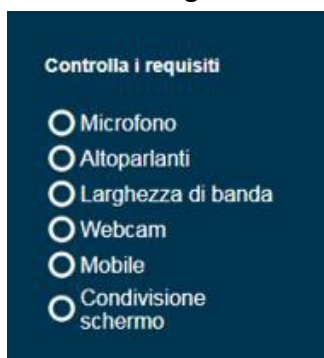 Controlla i requisiti
Microfono
Altoparlanti
Larghezza di banda
Webcam
Mobile
Condivisione
schermo